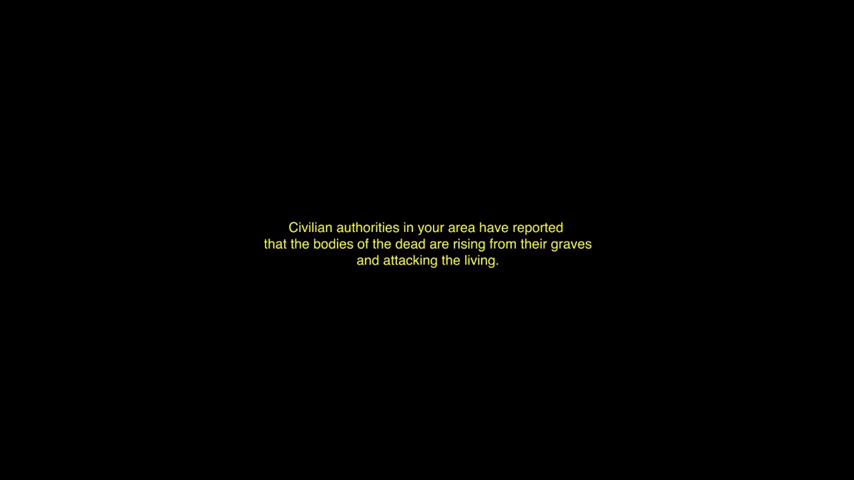 Civilian authorities in your area have reported
that the bodies of the dead are rising from their graves
and attacking the living.